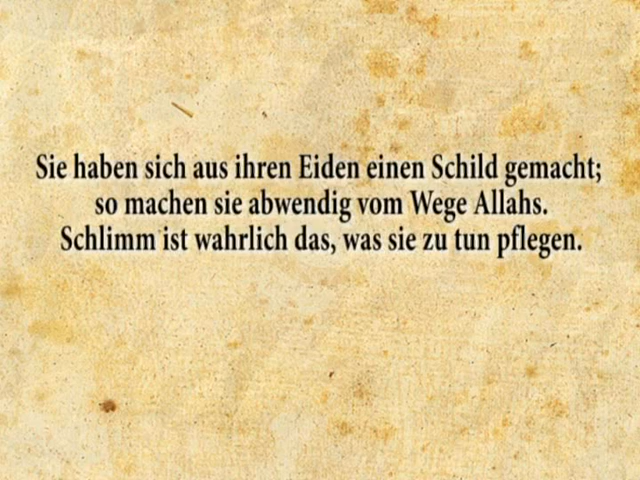 Sie haben sich aus ihren Eiden einen Schild gemacht;
so machen sie abwendig vom Wege Allahs.
Schlimm ist wahrlich das, was sie zu tun pflegen.